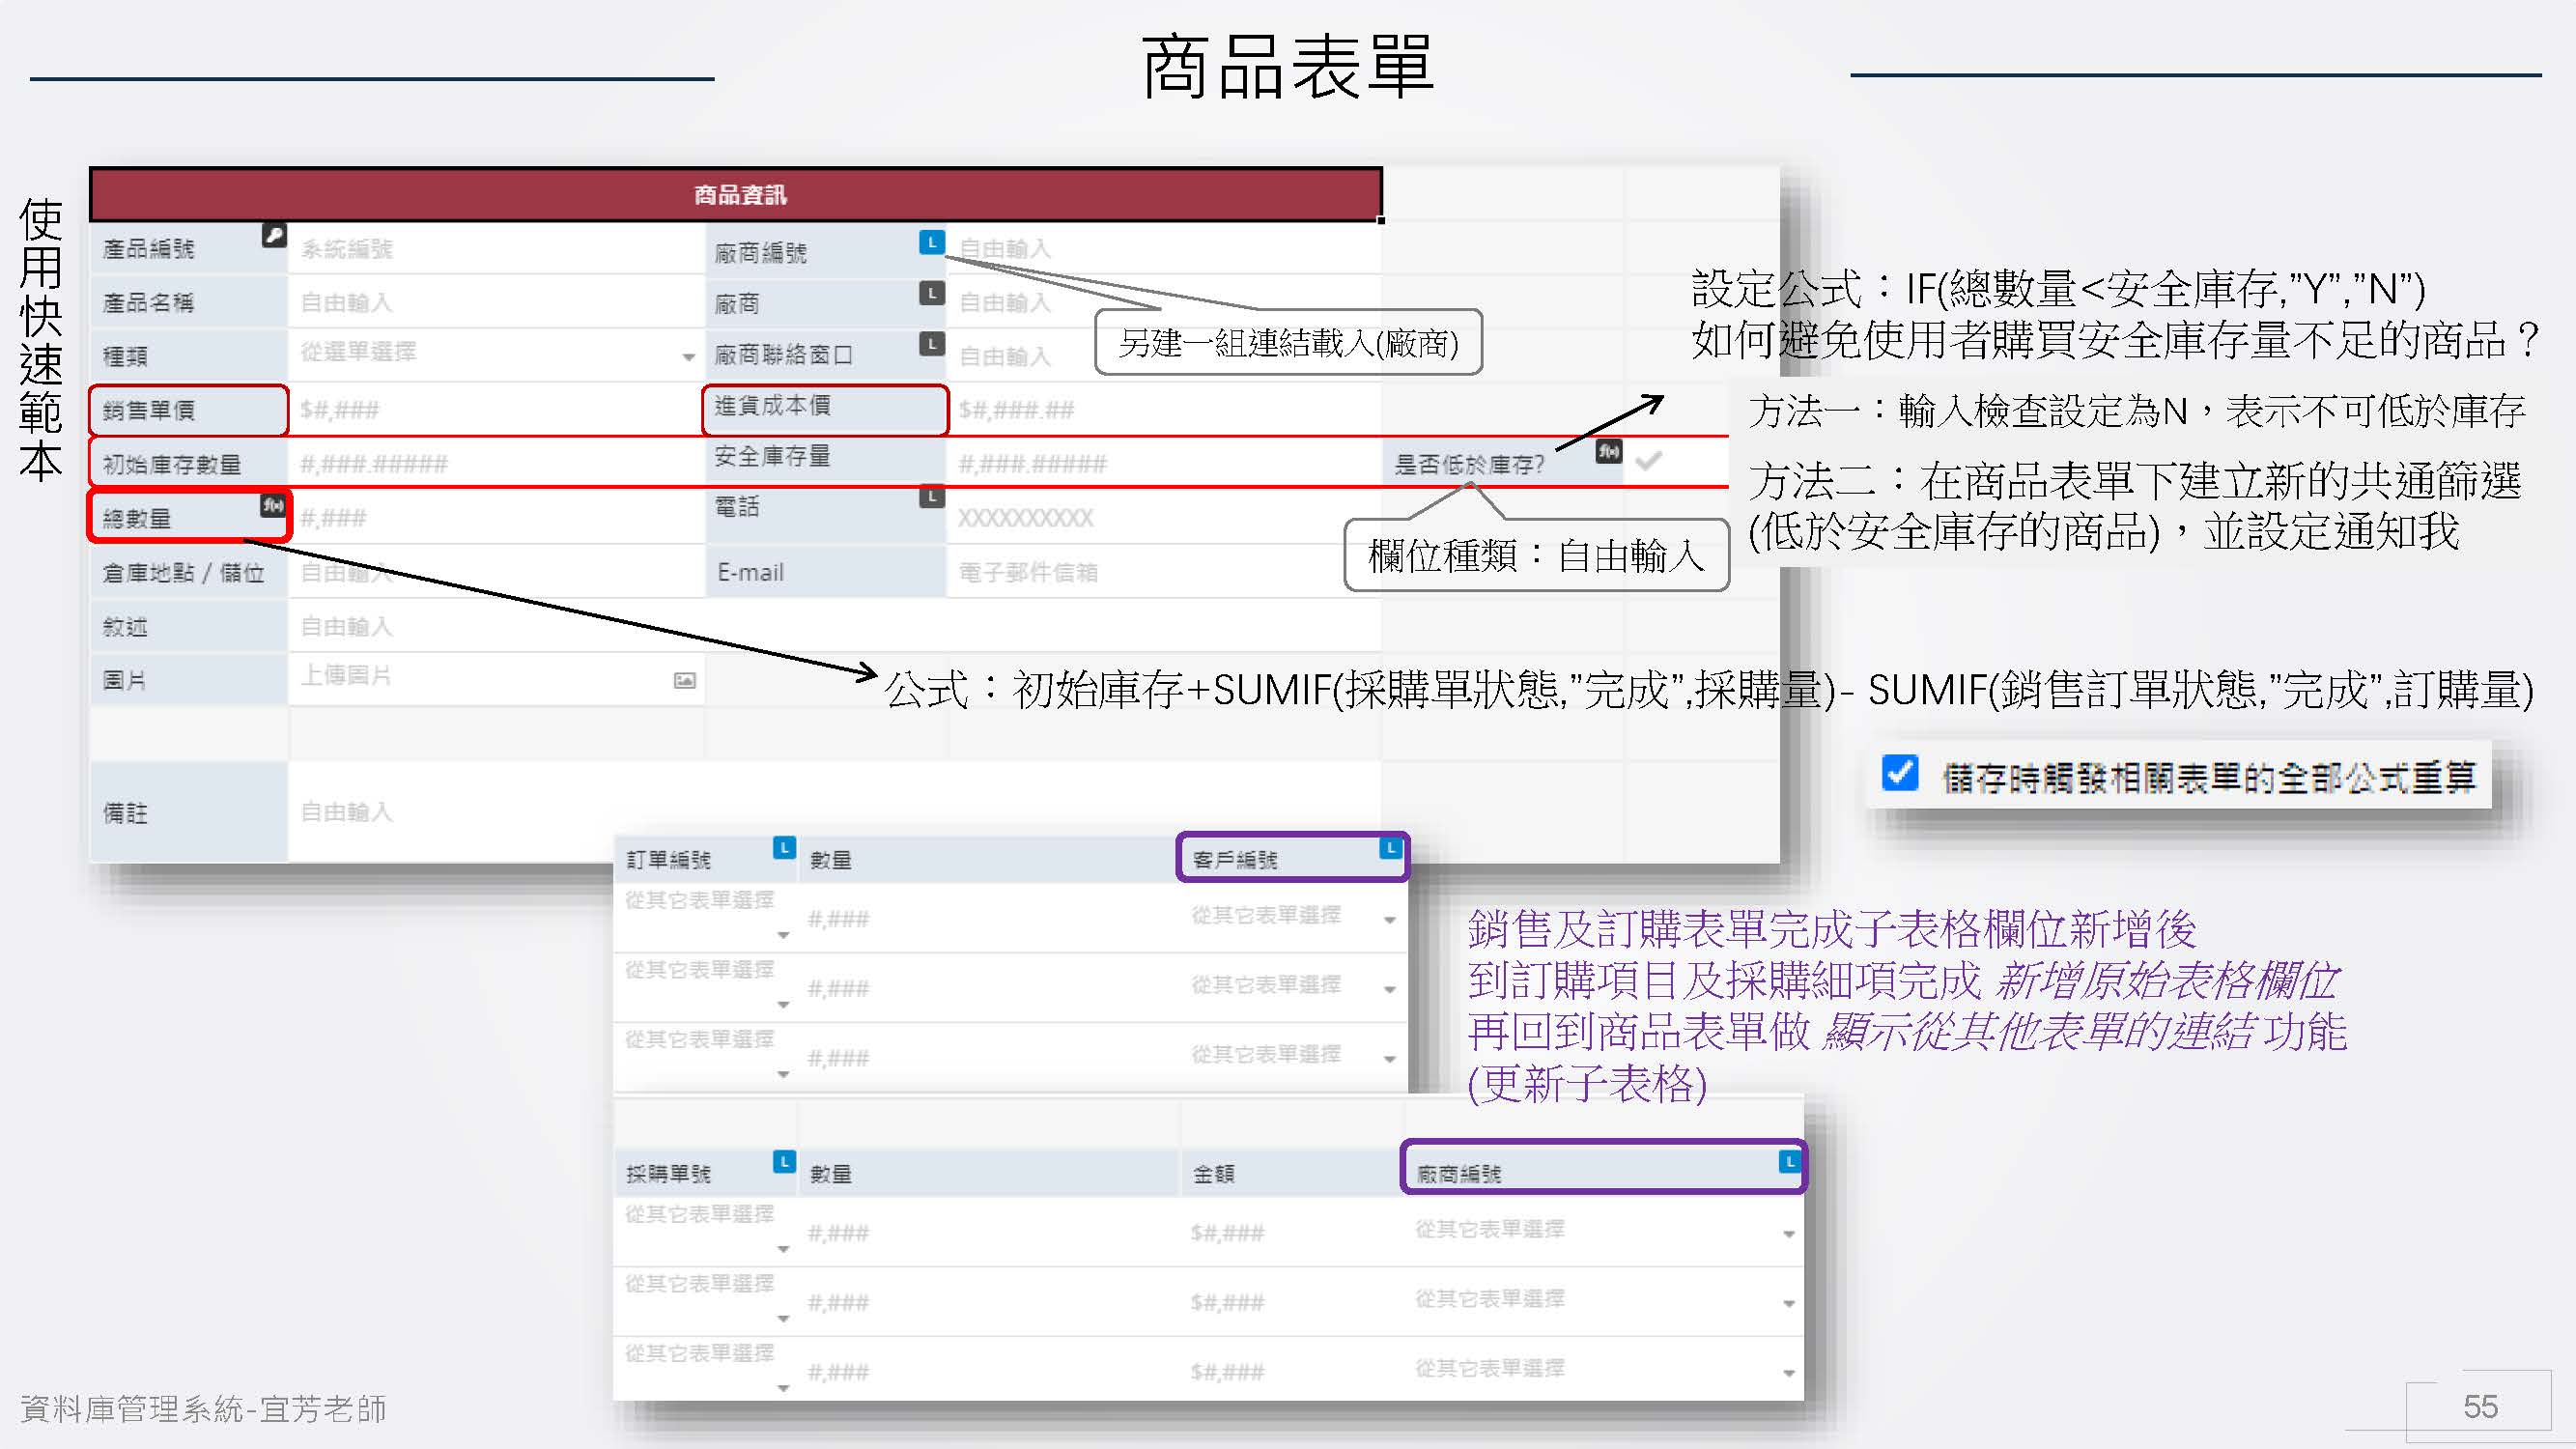 商品表單
使用快速範本
商品資訊
產品編號 系統編號 廠商編號 L 自由輸入
產品名稱 自由輸入 廠商 L 自由輸入
種類 從選單選擇 廠商聯絡窗口 L 自由輸入
另建一組連結載入(廠商)
銷售單價 $#,### 進貨成本價 $#,###.##
初始庫存數量 #,###.##### 安全庫存量 #,###.##### 是否低於庫存? f(x)
總數量 f(x) #,### 電話 L XXXXXXXXXX
欄位種類：自由輸入
倉庫地點 / 儲位 自由輸入 E-mail 電子郵件信箱
敘述 自由輸入
圖片 上傳圖片
備註 自由輸入
設定公式：IF(總數量<安全庫存,”Y”,”N”)
如何避免使用者購買安全庫存量不足的商品？
方法一：輸入檢查設定為N，表示不可低於庫存
方法二：在商品表單下建立新的共通篩選
(低於安全庫存的商品)，並設定通知我
公式：初始庫存+SUMIF(採購單狀態,”完成”,採購量)- SUMIF(銷售訂單狀態,”完成”,訂購量)
儲存時觸發相關表單的全部公式重算
訂單編號 L 數量 客戶編號 L
從其它表單選擇 #,### 從其它表單選擇
從其它表單選擇 #,### 從其它表單選擇
從其它表單選擇 #,### 從其它表單選擇
銷售及訂購表單完成子表格欄位新增後
到訂購項目及採購細項完成 新增原始表格欄位
再回到商品表單做 顯示從其他表單的連結 功能
(更新子表格)
採購單號 L 數量 金額 廠商編號 L
從其它表單選擇 #,### $#,### 從其它表單選擇
從其它表單選擇 #,### $#,### 從其它表單選擇
從其它表單選擇 #,### $#,### 從其它表單選擇
資料庫管理系統-宜芳老師
55